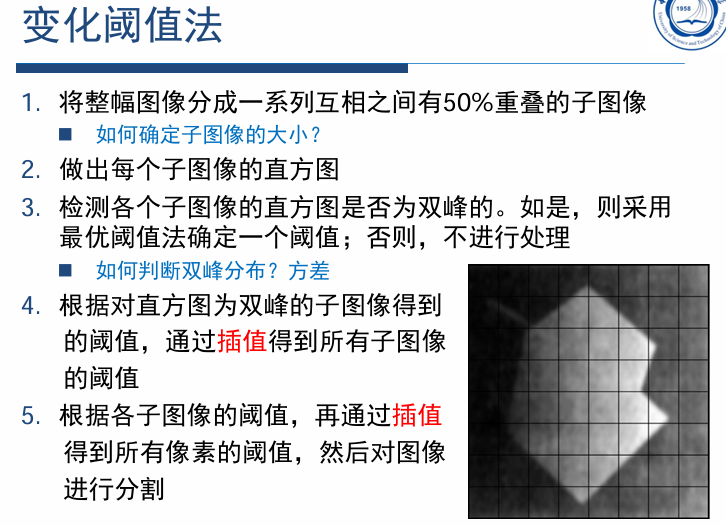 变化阈值法
1958
University of Science and Technology of China
1. 将整幅图像分成一系列互相之间有50%重叠的子图像
■ 如何确定子图像的大小？
2. 做出每个子图像的直方图
3. 检测各个子图像的直方图是否为双峰的。如是，则采用
最优阈值法确定一个阈值；否则，不进行处理
■ 如何判断双峰分布？方差
4. 根据对直方图为双峰的子图像得到
的阈值，通过插值得到所有子图像
的阈值
5. 根据各子图像的阈值，再通过插值
得到所有像素的阈值，然后对图像
进行分割